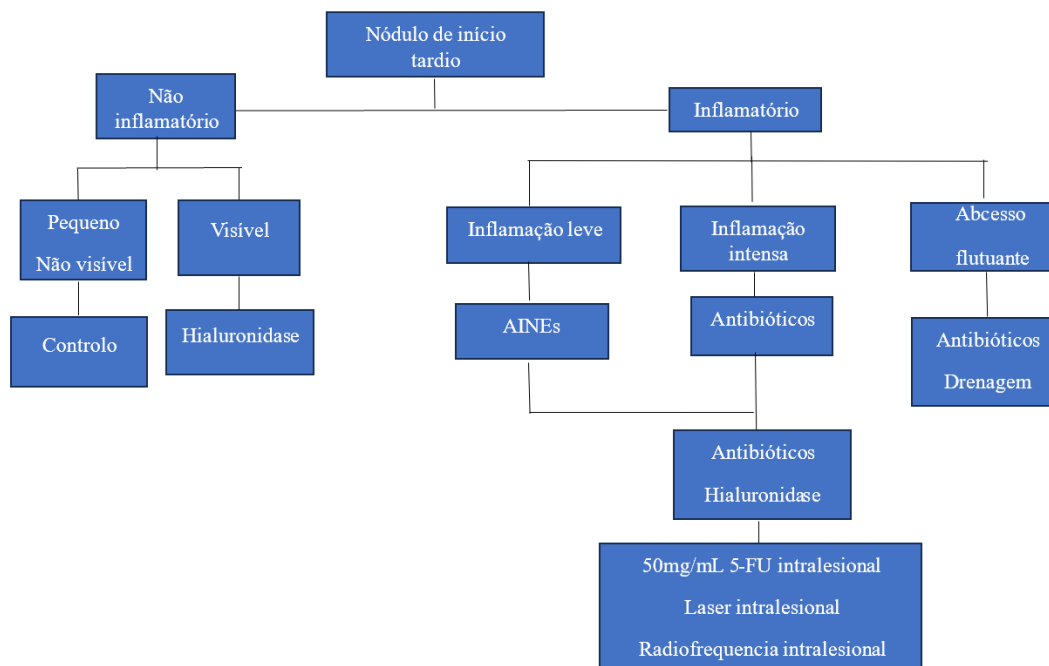 Nódulo de início
tardio
Não
inflamatório
Inflamatório
Pequeno
Não visível
Visível
Inflamação leve
Inflamação
intensa
Abcesso
flutuante
Controlo
Hialuronidase
AINEs
Antibióticos
Antibióticos
Drenagem
Antibióticos
Hialuronidase
50mg/mL 5-FU intralesional
Laser intralesional
Radiofrequencia intralesional